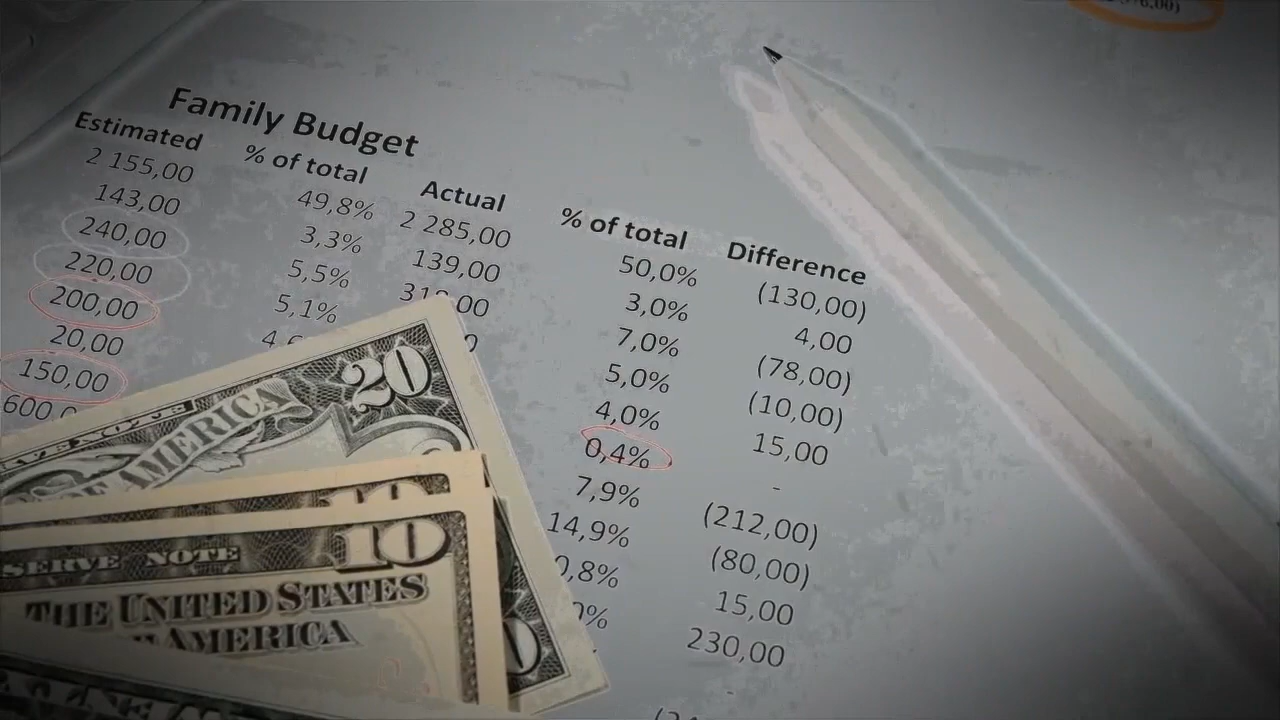 Family Budget
Estimated % of total Actual % of total Difference
2 155,00 49,8% 2 285,00 50,0% (130,00)
143,00 3,3% 139,00 3,0% 4,00
240,00 5,5% 7,0% (78,00)
220,00 5,1% 5,0% (10,00)
200,00 4,0% 15,00
20,00 0,4% -
150,00 7,9% (212,00)
14,9% (80,00)
15,00
230,00
20
AMERICA
10
NOTE 10
THE UNITED STATES
AMERICA